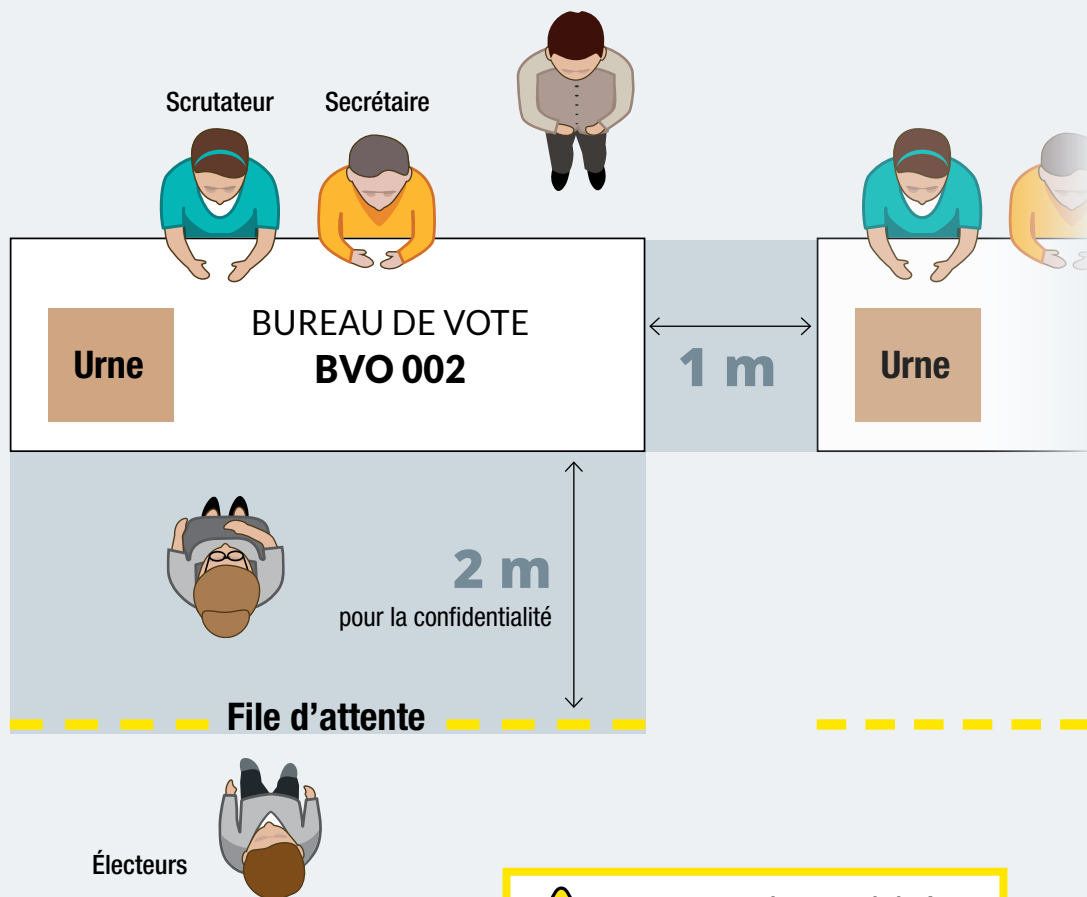 Scrutateur
Secrétaire
BUREAU DE VOTE
BVO 002
Urne
1 m
Urne
2 m
pour la confidentialité
File d’attente
Électeurs